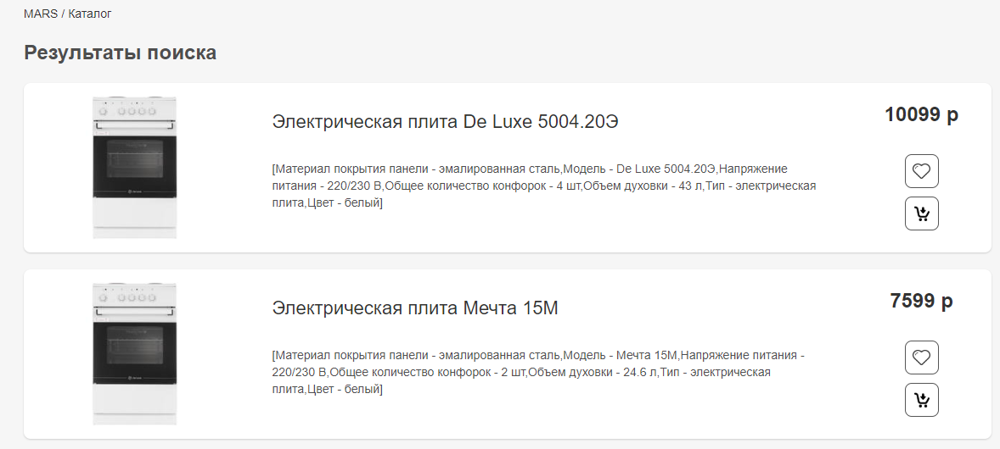 MARS / Каталог
Результаты поиска
Электрическая плита De Luxe 5004.20Э
10099 р
[Материал покрытия панели - эмалированная сталь,Модель - De Luxe 5004.20Э,Напряжение
питания - 220/230 В,Общее количество конфорок - 4 шт,Объем духовки - 43 л,Тип - электрическая
плита,Цвет - белый]
Электрическая плита Мечта 15М
7599 р
[Материал покрытия панели - эмалированная сталь,Модель - Мечта 15М,Напряжение питания -
220/230 В,Общее количество конфорок - 2 шт,Объем духовки - 24.6 л,Тип - электрическая
плита,Цвет - белый]